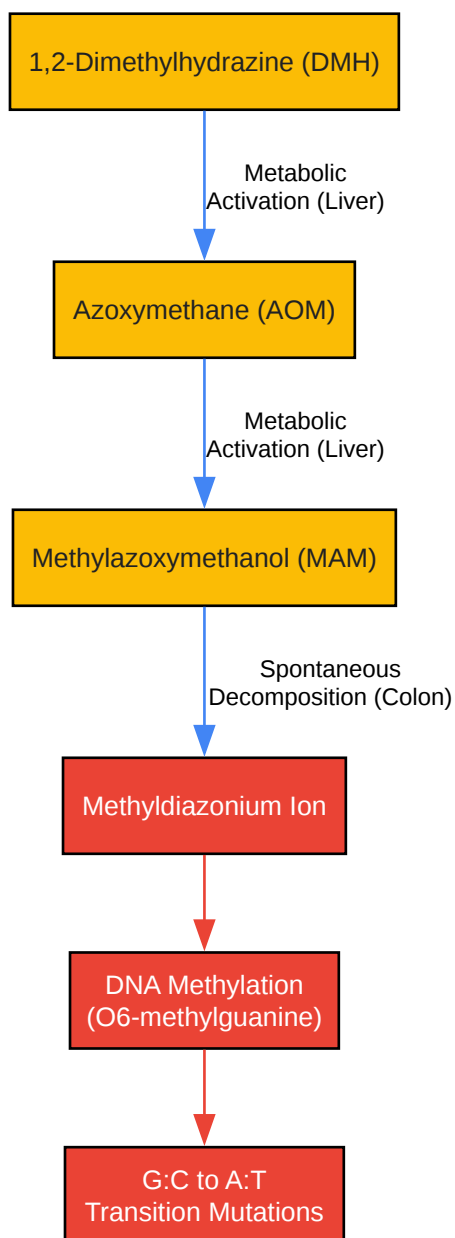 1,2-Dimethylhydrazine (DMH)
Metabolic
Activation (Liver)
Azoxymethane (AOM)
Metabolic
Activation (Liver)
Methylazoxymethanol (MAM)
Spontaneous
Decomposition (Colon)
Methyldiazonium Ion
DNA Methylation
(O6-methylguanine)
G:C to A:T
Transition Mutations